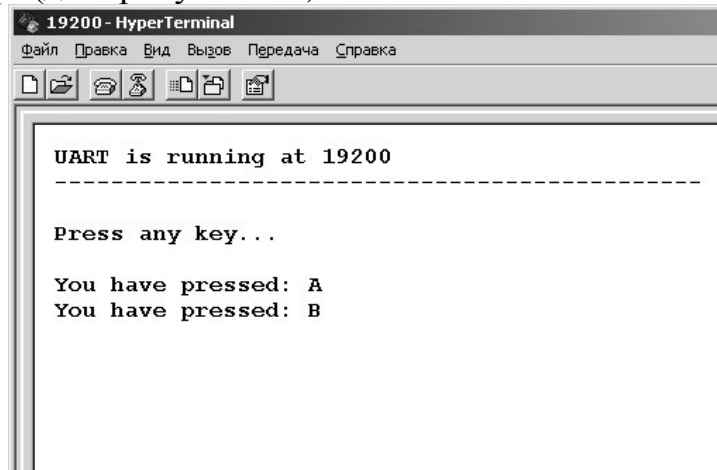 19200 - HyperTerminal
Файл Правка Вид Вызов Передача Справка
UART is running at 19200
----------------------------------------------
Press any key...
You have pressed: A
You have pressed: B